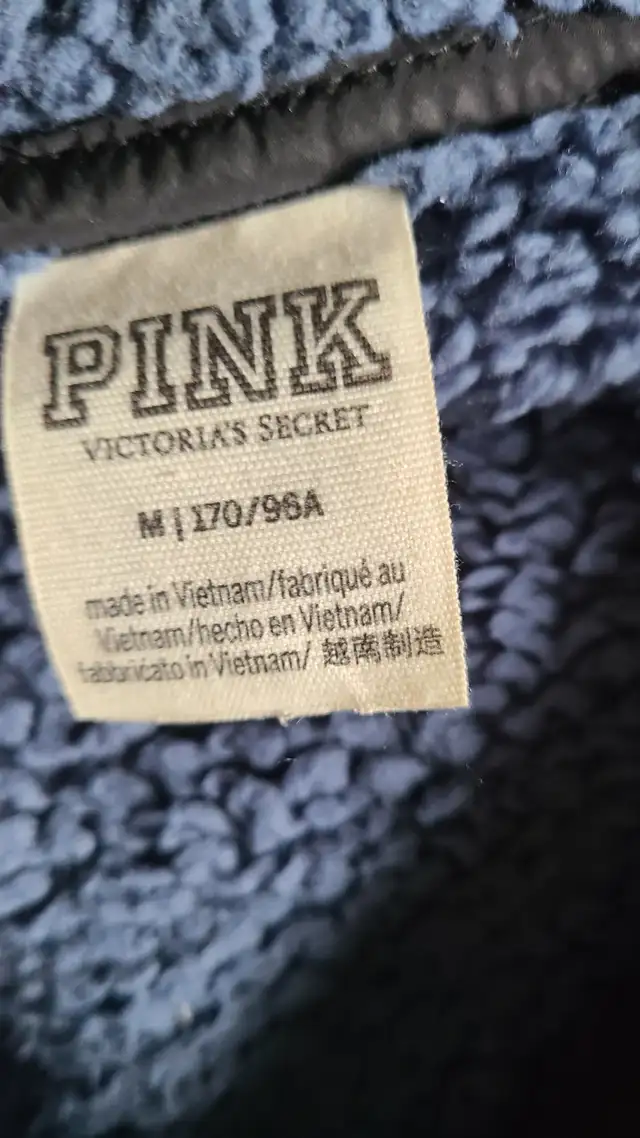 PINK
VICTORIA'S SECRET
M | 170/96A
made in Vietnam/fabriqué au
Vietnam/hecho en Vietnam/
fabbricato in Vietnam/ 越南制造